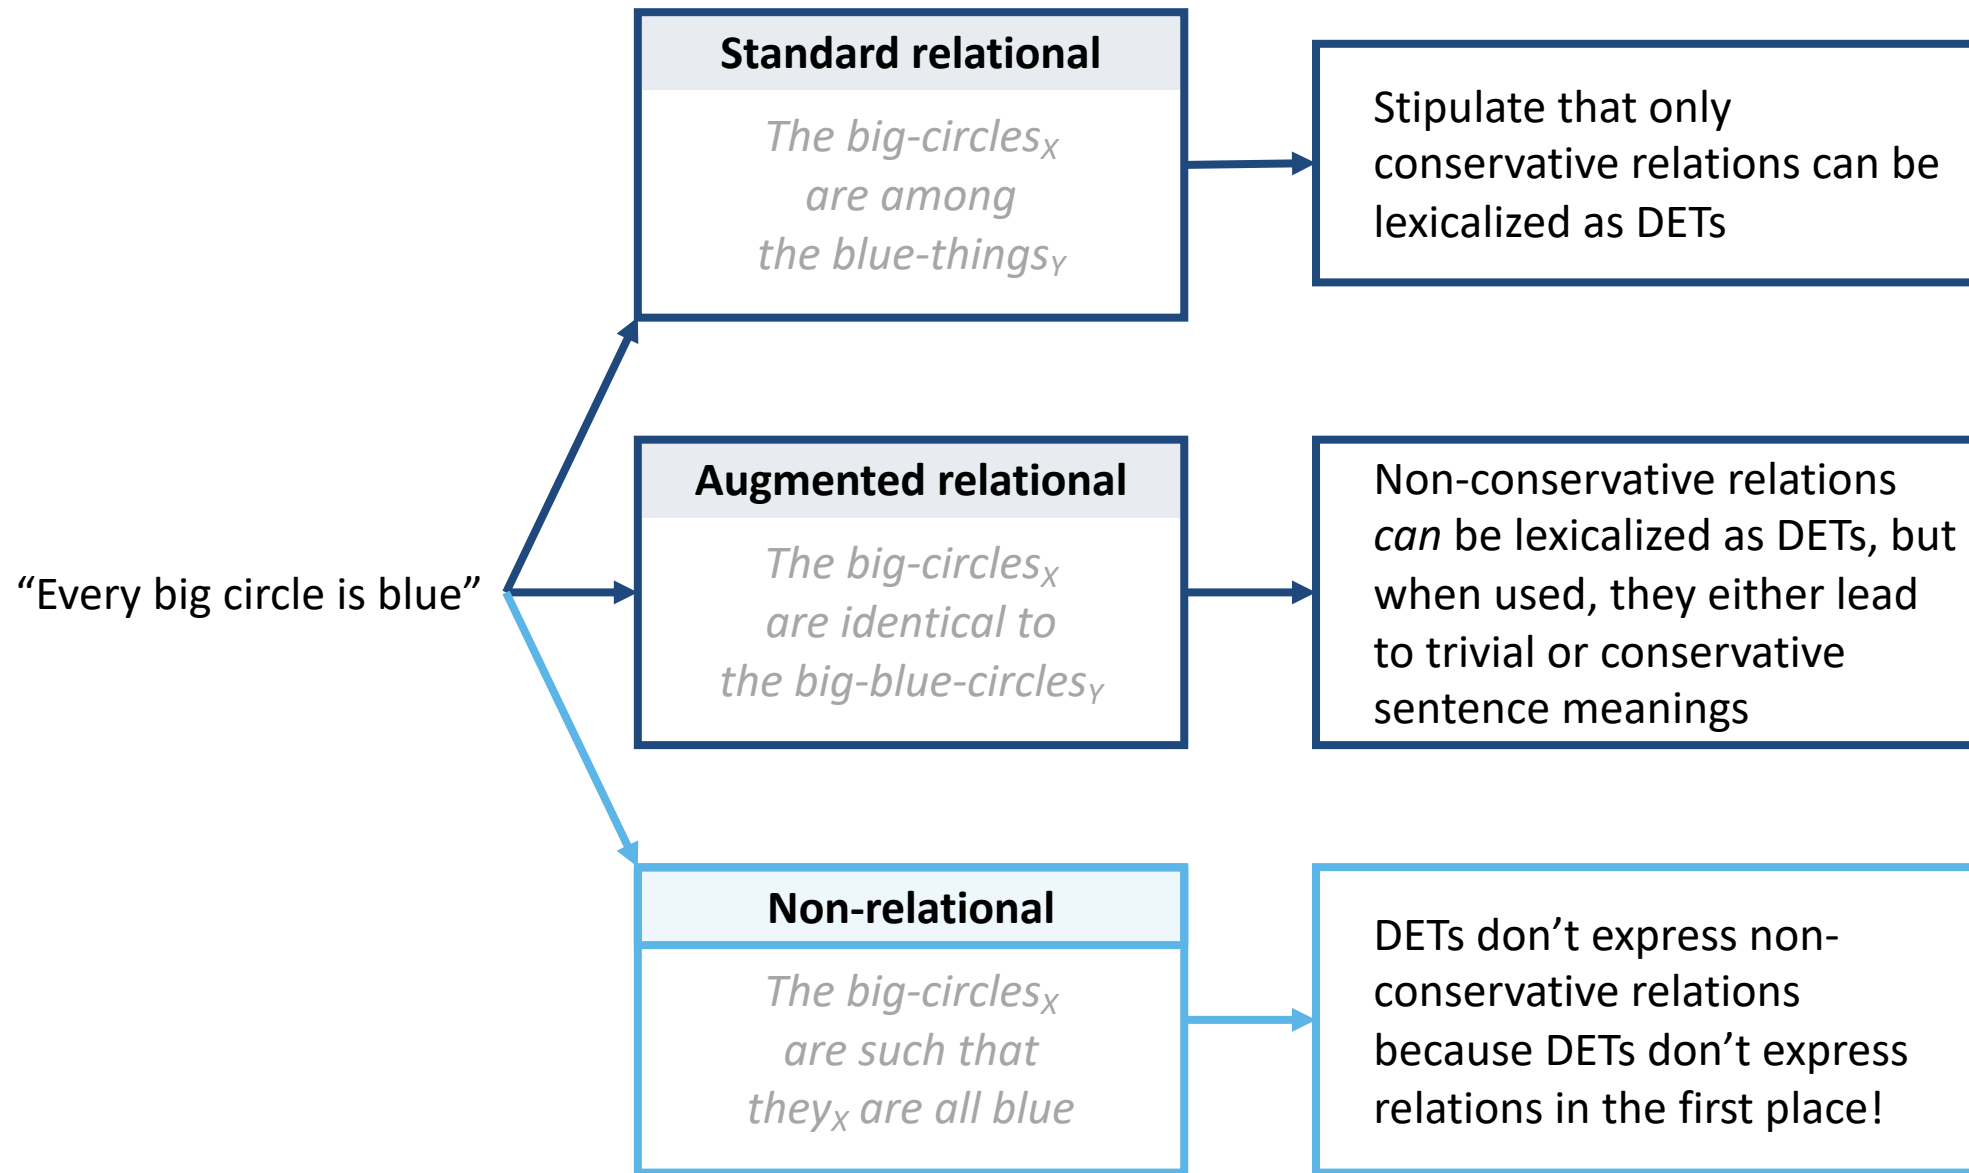 “Every big circle is blue”
Standard relational
The big-circlesX
are among
the blue-thingsY
Stipulate that only
conservative relations can be
lexicalized as DETs
Augmented relational
The big-circlesX
are identical to
the big-blue-circlesY
Non-conservative relations
can be lexicalized as DETs, but
when used, they either lead
to trivial or conservative
sentence meanings
Non-relational
The big-circlesX
are such that
theyX are all blue
DETs don’t express non-
conservative relations
because DETs don’t express
relations in the first place!